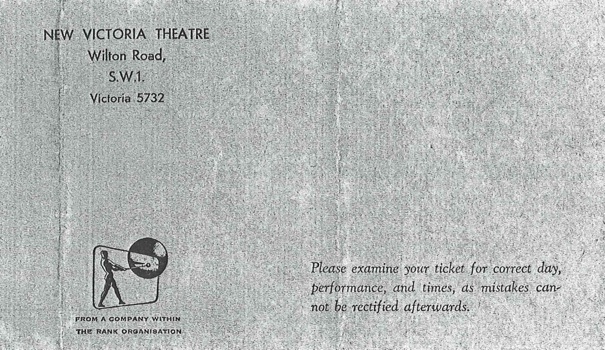 NEW VICTORIA THEATRE
Wilton Road,
S.W.1.
Victoria 5732
FROM A COMPANY WITHIN
THE RANK ORGANISATION
Please examine your ticket for correct day,
performance, and times, as mistakes can-
not be rectified afterwards.